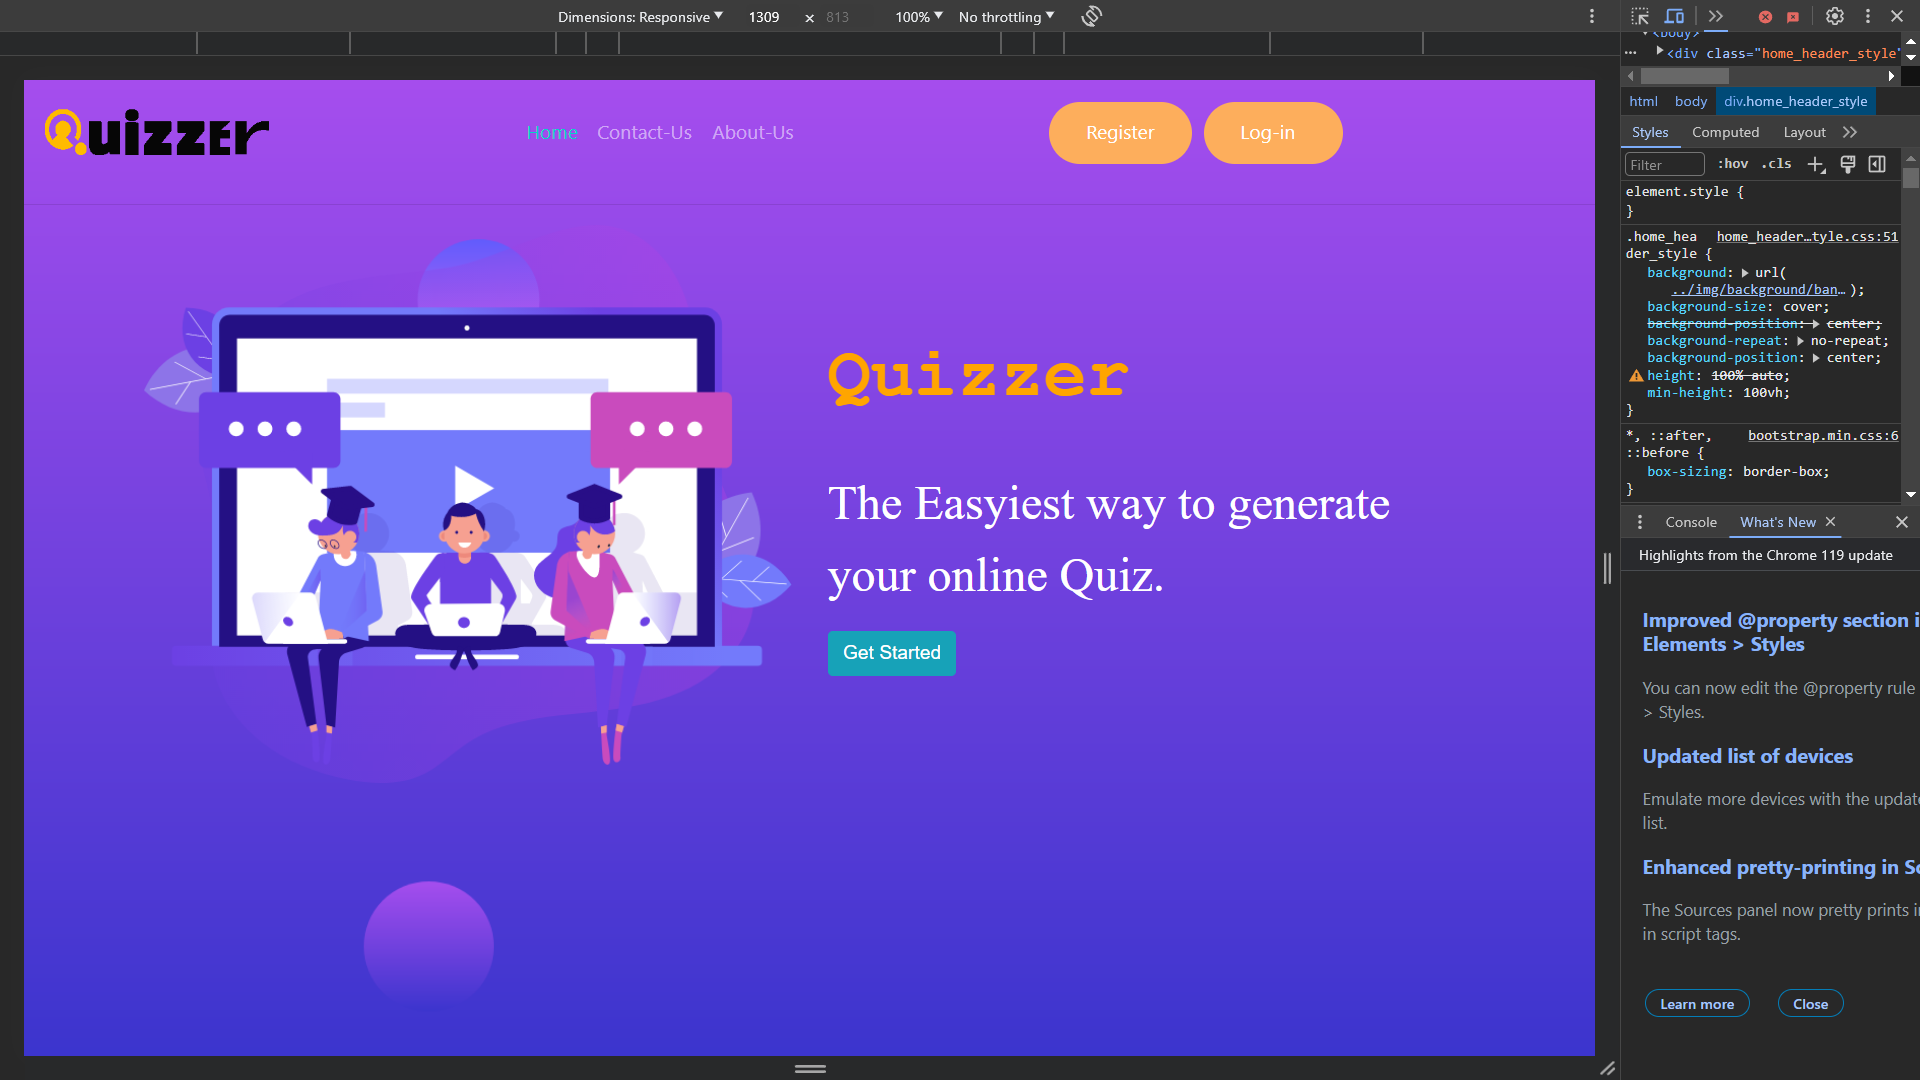 Dimensions: Responsive 1309 × 813 100% No throttling
Quizzer
Home Contact-Us About-Us
Register
Log-in
Quizzer
The Easyiest way to generate
your online Quiz.
Get Started
<body>
<div class="home_header_style"
html body div.home_header_style
Styles Computed Layout
Filter :hov .cls
element.style {
}
.home_hea home_header…tyle.css:51
der_style {
background: url(
../img/background/ban… );
background-size: cover;
background-position: center;
background-repeat: no-repeat;
background-position: center;
height: 100% auto;
min-height: 100vh;
}
*, ::after, bootstrap.min.css:6
::before {
box-sizing: border-box;
}
Console What's New
Highlights from the Chrome 119 update
Improved @property section i
Elements > Styles
You can now edit the @property rule
> Styles.
Updated list of devices
Emulate more devices with the update
list.
Enhanced pretty-printing in So
The Sources panel now pretty prints i
in script tags.
Learn more Close